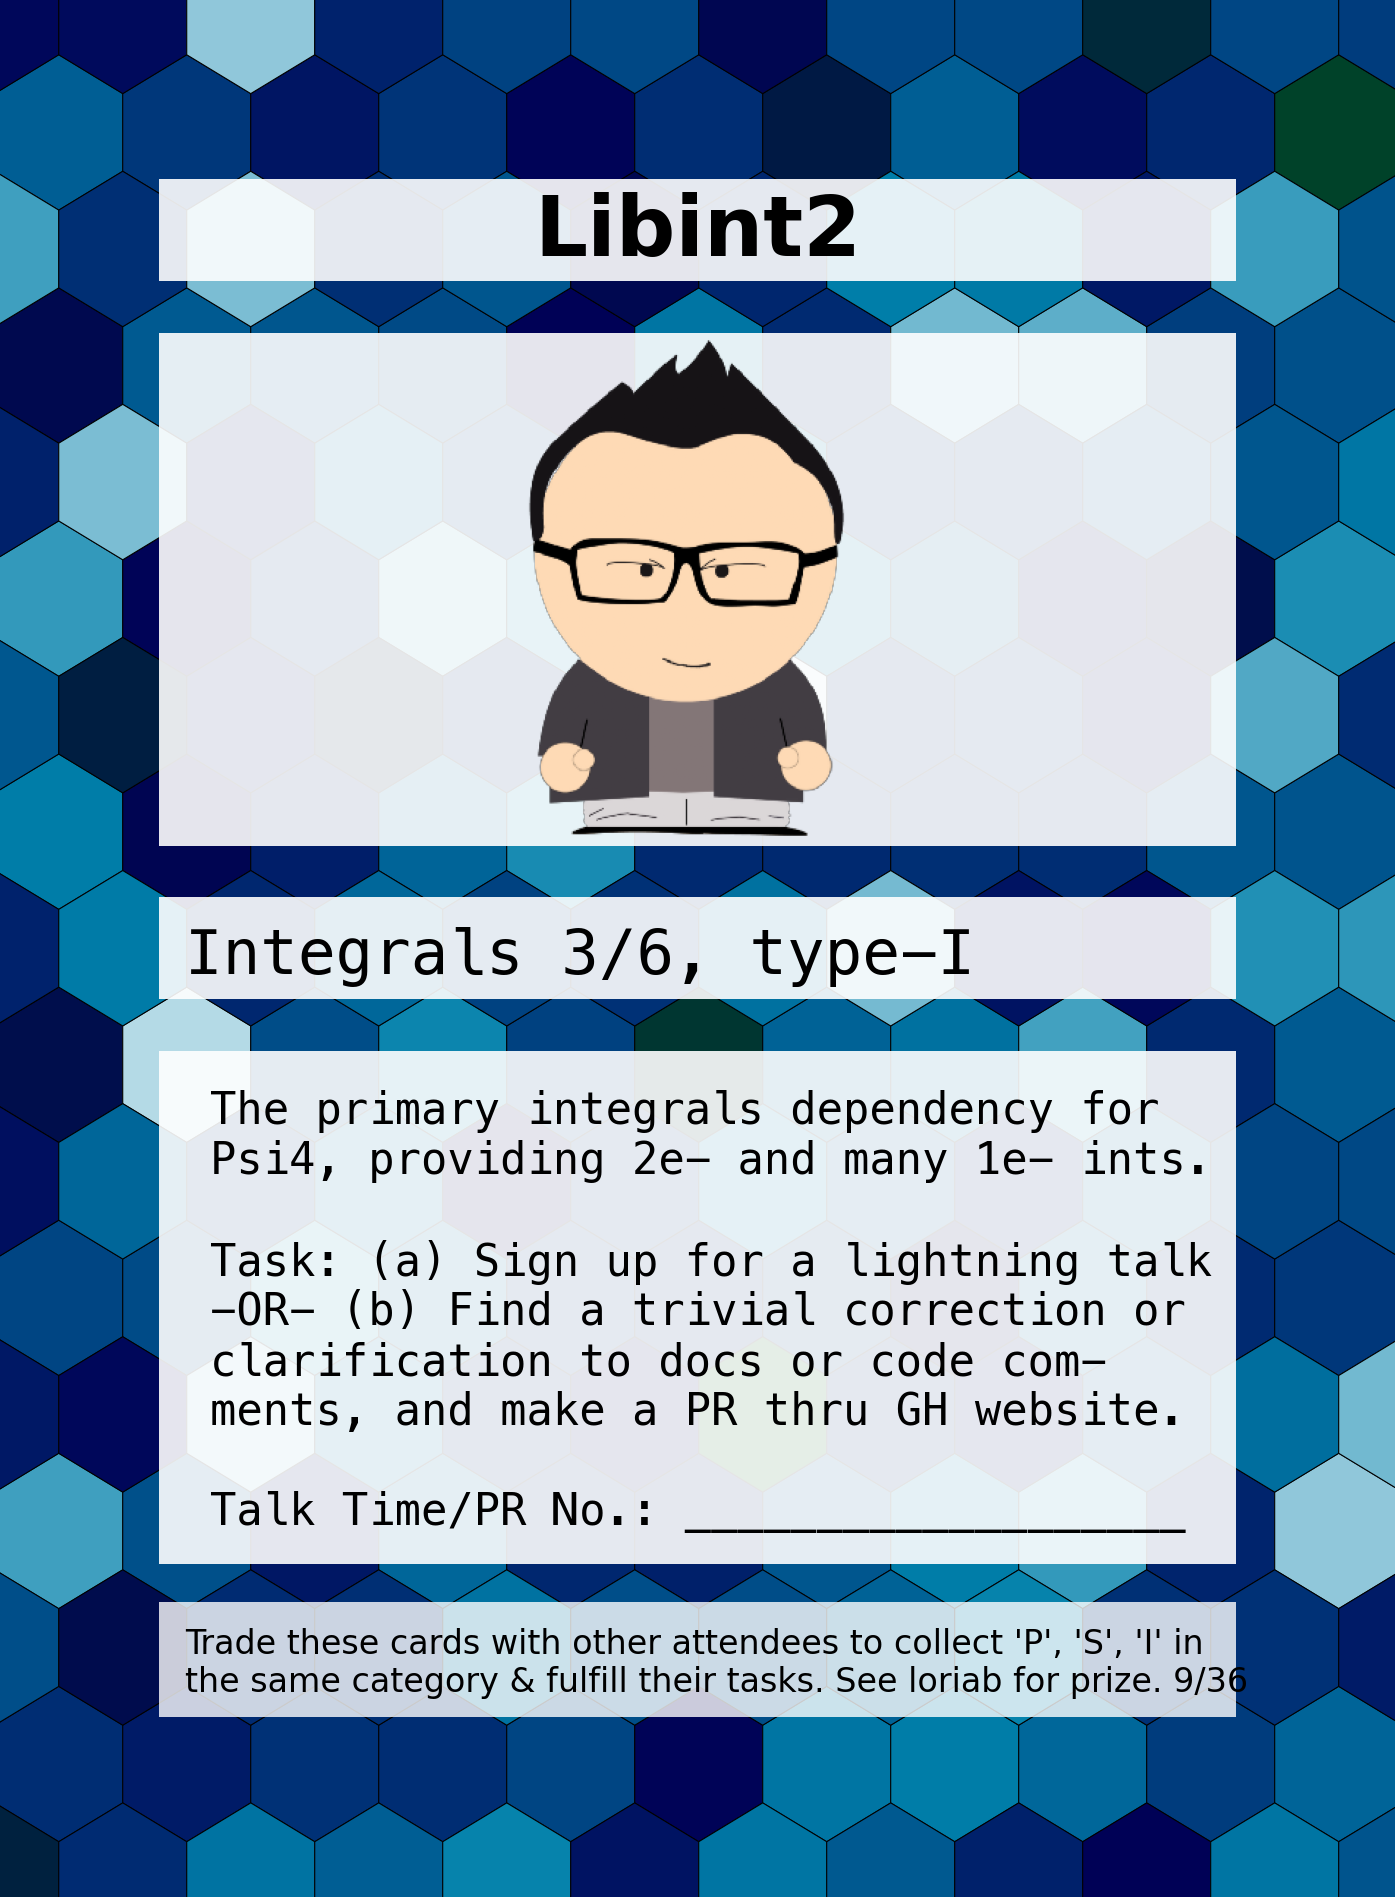 Libint2
Integrals 3/6, type−I
The primary integrals dependency for
Psi4, providing 2e− and many 1e− ints.
Task: (a) Sign up for a lightning talk
−OR− (b) Find a trivial correction or
clarification to docs or code com−
ments, and make a PR thru GH website.
Talk Time/PR No.: ___________________
Trade these cards with other attendees to collect 'P', 'S', 'I' in
the same category & fulfill their tasks. See loriab for prize. 9/36